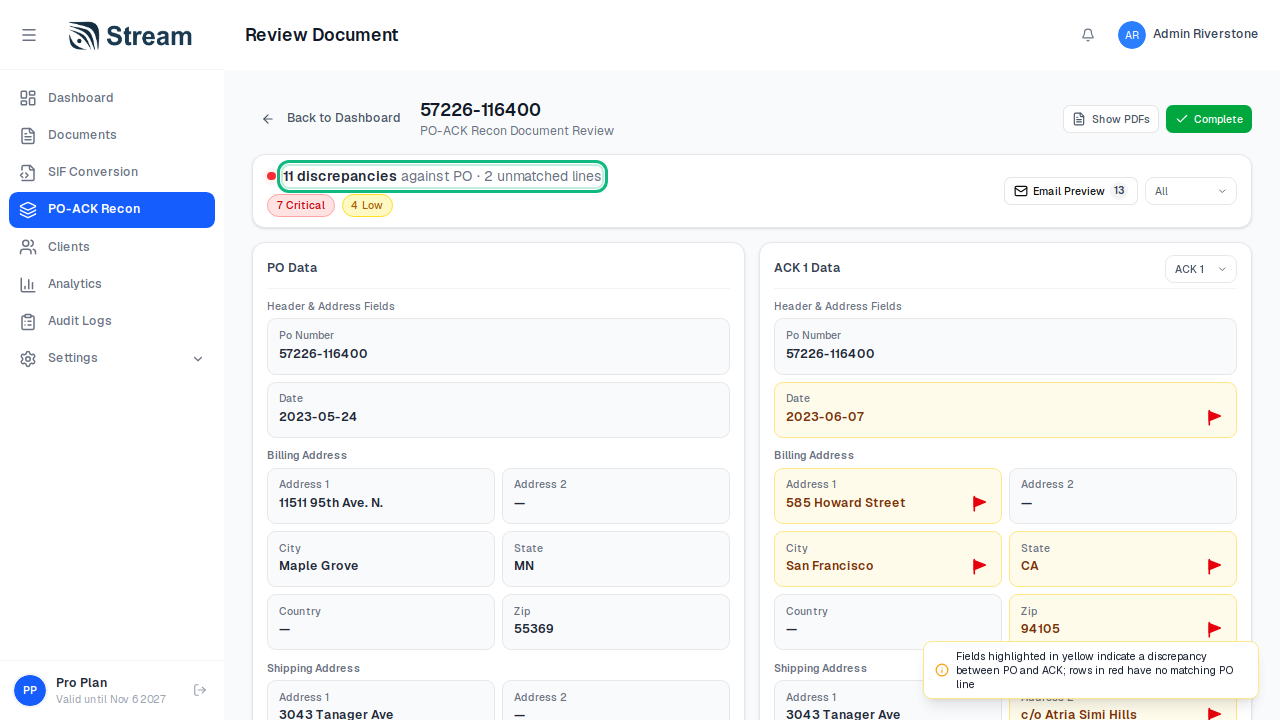 Stream
Review Document
AR
Admin Riverstone
Dashboard
Documents
SIF Conversion
PO-ACK Recon
Clients
Analytics
Audit Logs
Settings
PP
Pro Plan
Valid until Nov 6 2027
Back to Dashboard
57226-116400
PO-ACK Recon Document Review
Show PDFs
Complete
11 discrepancies against PO · 2 unmatched lines
7 Critical
4 Low
Email Preview 13
All
PO Data
Header & Address Fields
Po Number
57226-116400
Date
2023-05-24
Billing Address
Address 1
11511 95th Ave. N.
Address 2
—
City
Maple Grove
State
MN
Country
—
Zip
55369
Shipping Address
Address 1
3043 Tanager Ave
Address 2
—
ACK 1 Data
ACK 1
Header & Address Fields
Po Number
57226-116400
Date
2023-06-07
Billing Address
Address 1
585 Howard Street
Address 2
—
City
San Francisco
State
CA
Country
—
Zip
94105
Shipping Address
Address 1
3043 Tanager Ave
Address 2
c/o Atria Simi Hills
Fields highlighted in yellow indicate a discrepancy
between PO and ACK; rows in red have no matching PO
line